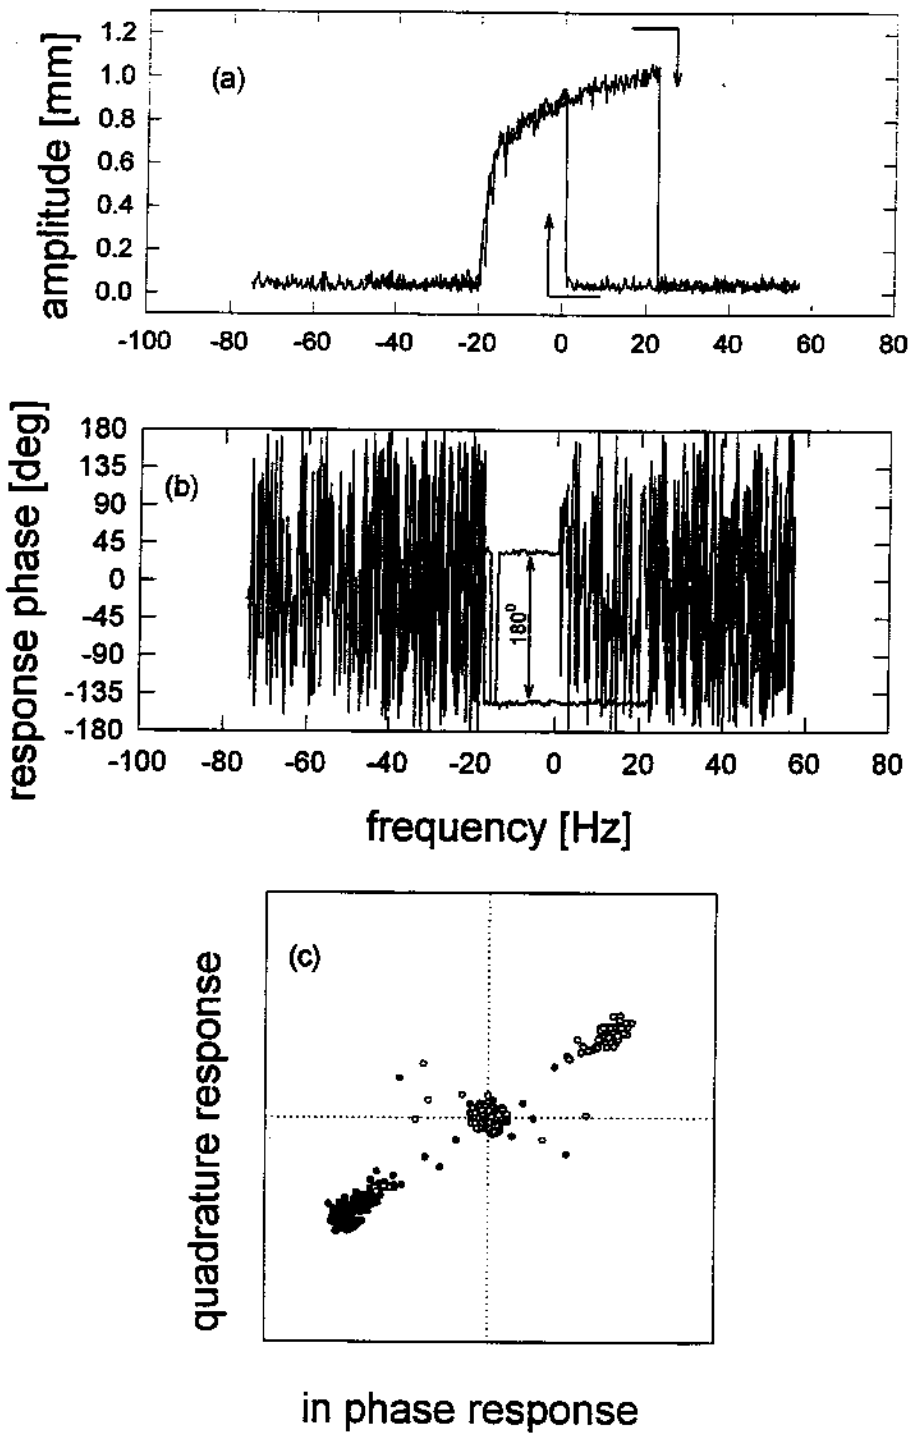 (a)
amplitude [mm]
1.2
1.0
0.8
0.6
0.4
0.2
0.0
-100 -80 -60 -40 -20 0 20 40 60 80
(b)
response phase [deg]
180
135
90
45
0
-45
-90
-135
-180
180°
-100 -80 -60 -40 -20 0 20 40 60 80
frequency [Hz]
(c)
quadrature response
in phase response